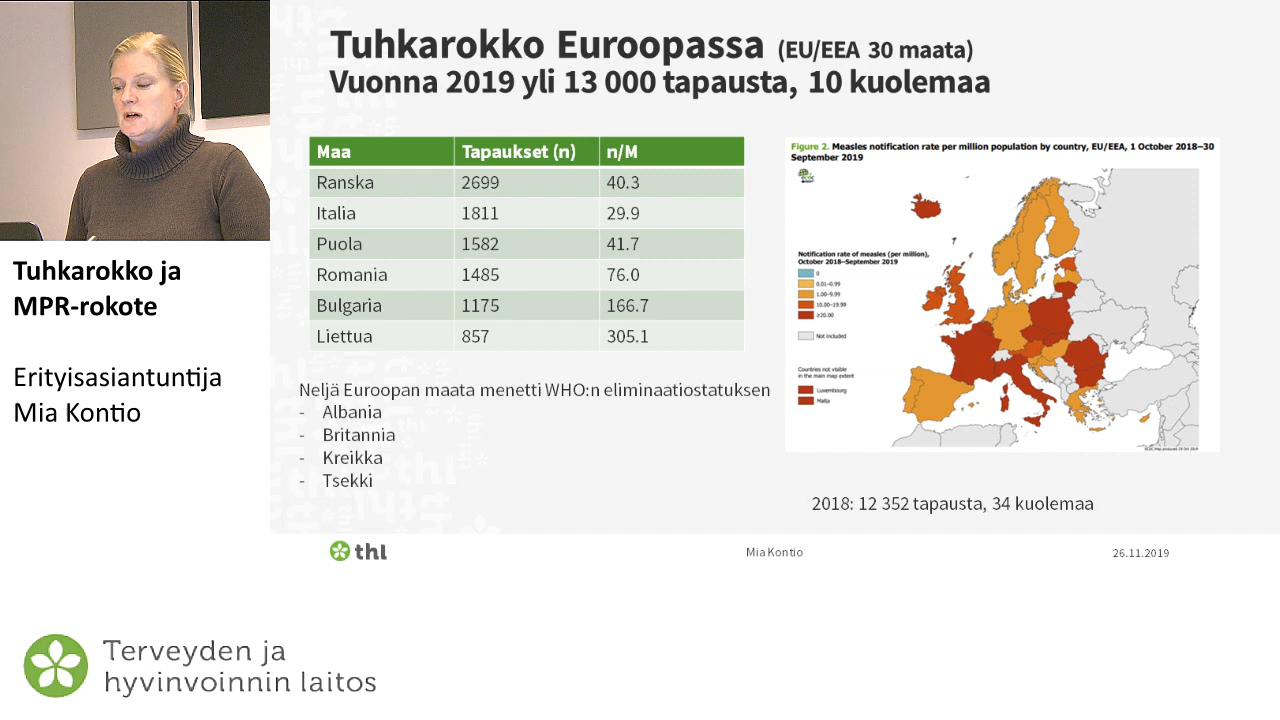 Tuhkarokko Euroopassa (EU/EEA 30 maata)
Vuonna 2019 yli 13 000 tapausta, 10 kuolemaa
Maa Tapaukset (n) n/M
Ranska 2699 40.3
Italia 1811 29.9
Puola 1582 41.7
Romania 1485 76.0
Bulgaria 1175 166.7
Liettua 857 305.1
Neljä Euroopan maata menetti WHO:n eliminaatiostatuksen
- Albania
- Britannia
- Kreikka
- Tsekki
Figure 2. Measles notification rate per million population by country, EU/EEA, 1 October 2018–30
September 2019
Notification rate of measles (per million),
October 2018–September 2019
0
0.01–0.99
1.00–9.99
10.00–19.99
≥20.00
Not included
Countries not visible
in the main map extent
Luxembourg
Malta
2018: 12 352 tapausta, 34 kuolemaa
thl
Mia Kontio
26.11.2019
Tuhkarokko ja
MPR-rokote
Erityisasiantuntija
Mia Kontio
Terveyden ja
hyvinvoinnin laitos